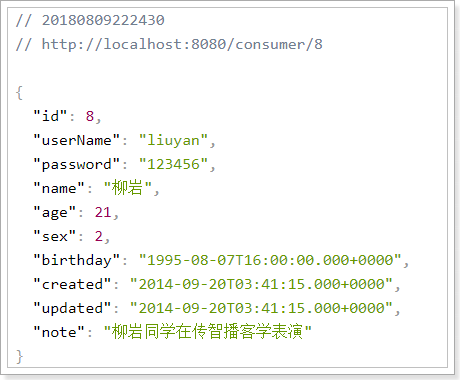 // 20180809222430
// http://localhost:8080/consumer/8
{
"id": 8,
"userName": "liuyan",
"password": "123456",
"name": "柳岩",
"age": 21,
"sex": 2,
"birthday": "1995-08-07T16:00:00.000+0000",
"created": "2014-09-20T03:41:15.000+0000",
"updated": "2014-09-20T03:41:15.000+0000",
"note": "柳岩同学在传智播客学表演"
}